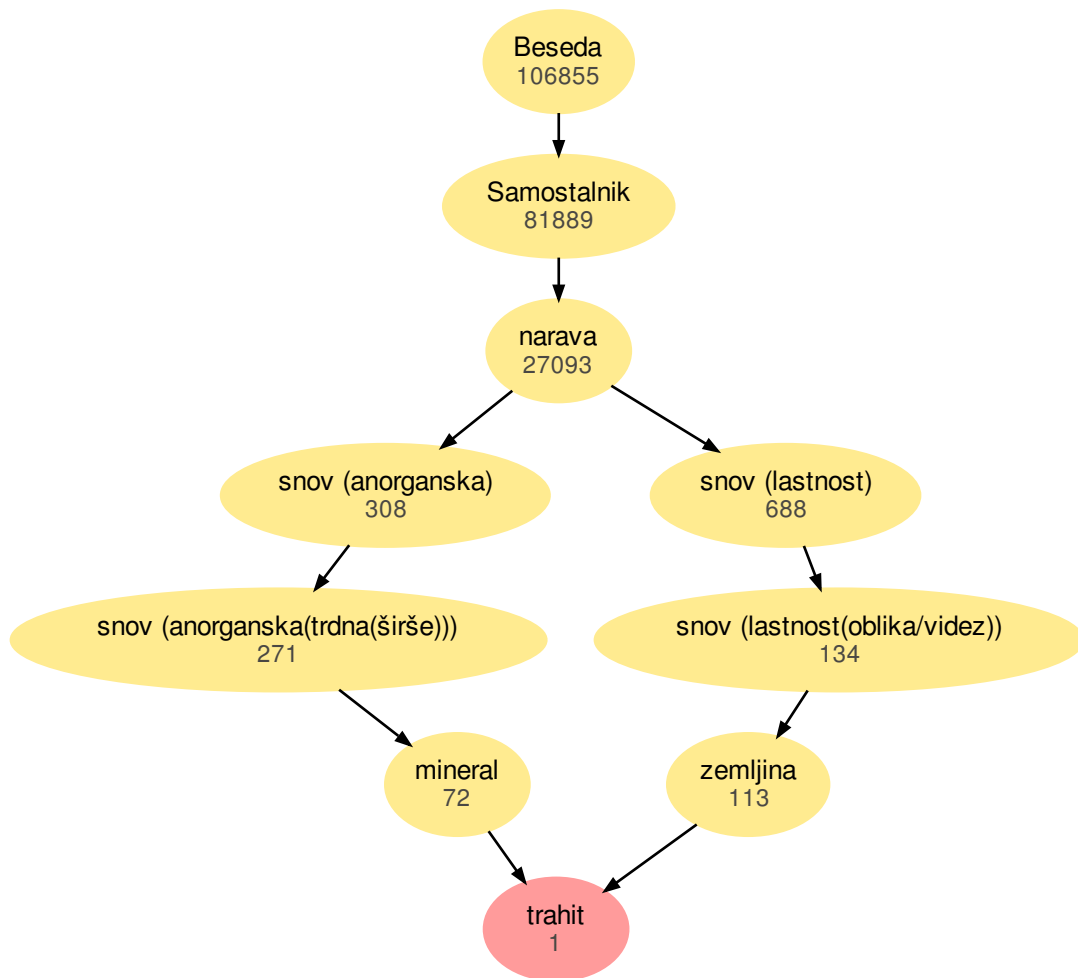 Beseda
106855
Samostalnik
81889
narava
27093
snov (anorganska)
308
snov (lastnost)
688
snov (anorganska(trdna(širše)))
271
snov (lastnost(oblika/videz))
134
mineral
72
zemljina
113
trahit
1